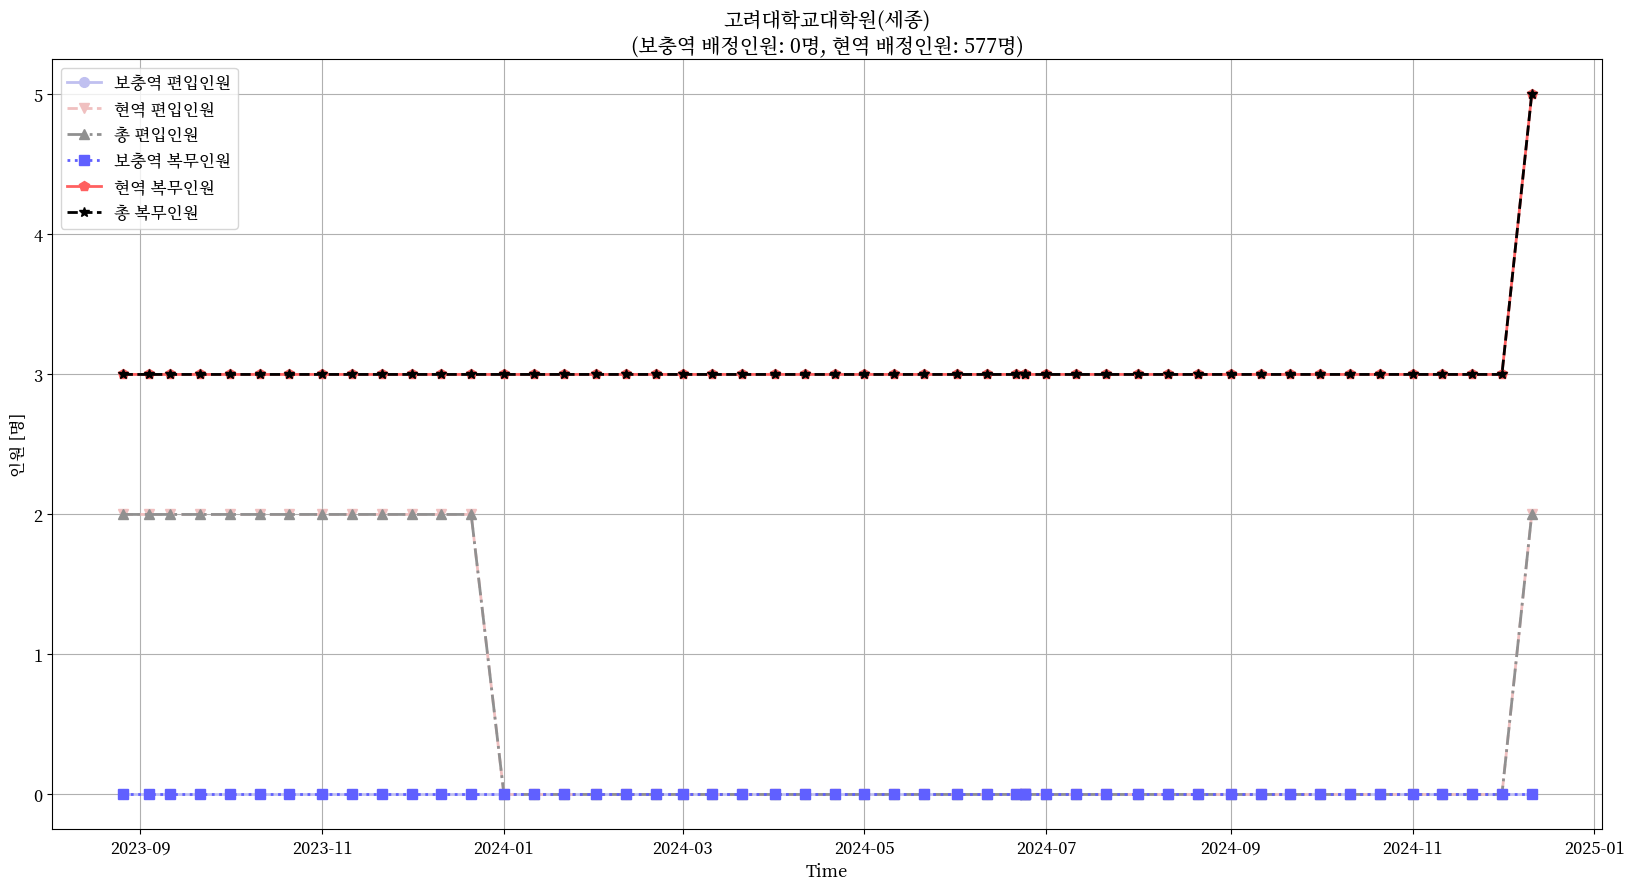 고려대학교대학원(세종)
(보충역 배정인원: 0명, 현역 배정인원: 577명)
보충역 편입인원
현역 편입인원
총 편입인원
보충역 복무인원
현역 복무인원
총 복무인원
인원 [명]
5
4
3
2
1
0
2023-09
2023-11
2024-01
2024-03
2024-05
2024-07
2024-09
2024-11
2025-01
Time